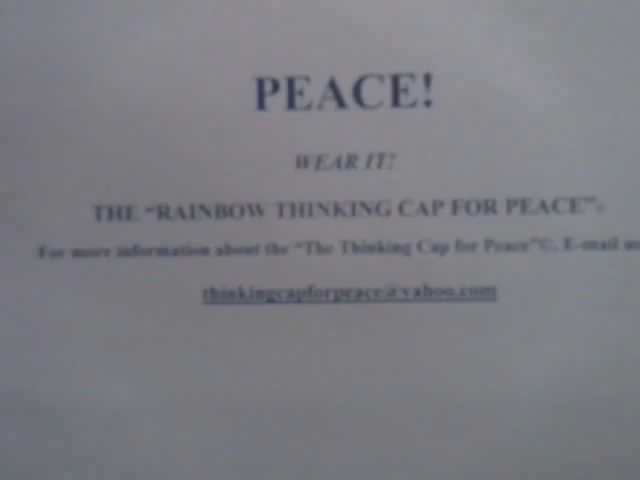 PEACE!
WEAR IT!
THE "RAINBOW THINKING CAP FOR PEACE"©
For more information about the "The Thinking Cap for Peace"©. E-mail us
thinkingcapforpeace@yahoo.com